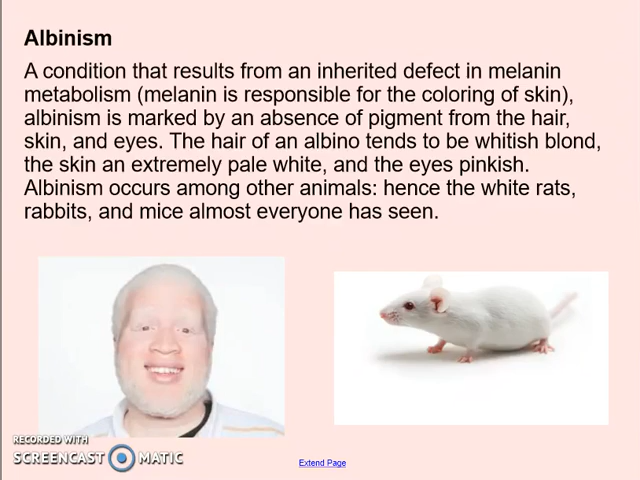 Albinism
A condition that results from an inherited defect in melanin
metabolism (melanin is responsible for the coloring of skin),
albinism is marked by an absence of pigment from the hair,
skin, and eyes. The hair of an albino tends to be whitish blond,
the skin an extremely pale white, and the eyes pinkish.
Albinism occurs among other animals: hence the white rats,
rabbits, and mice almost everyone has seen.
RECORDED WITH
SCREENCAST MATIC
Extend Page